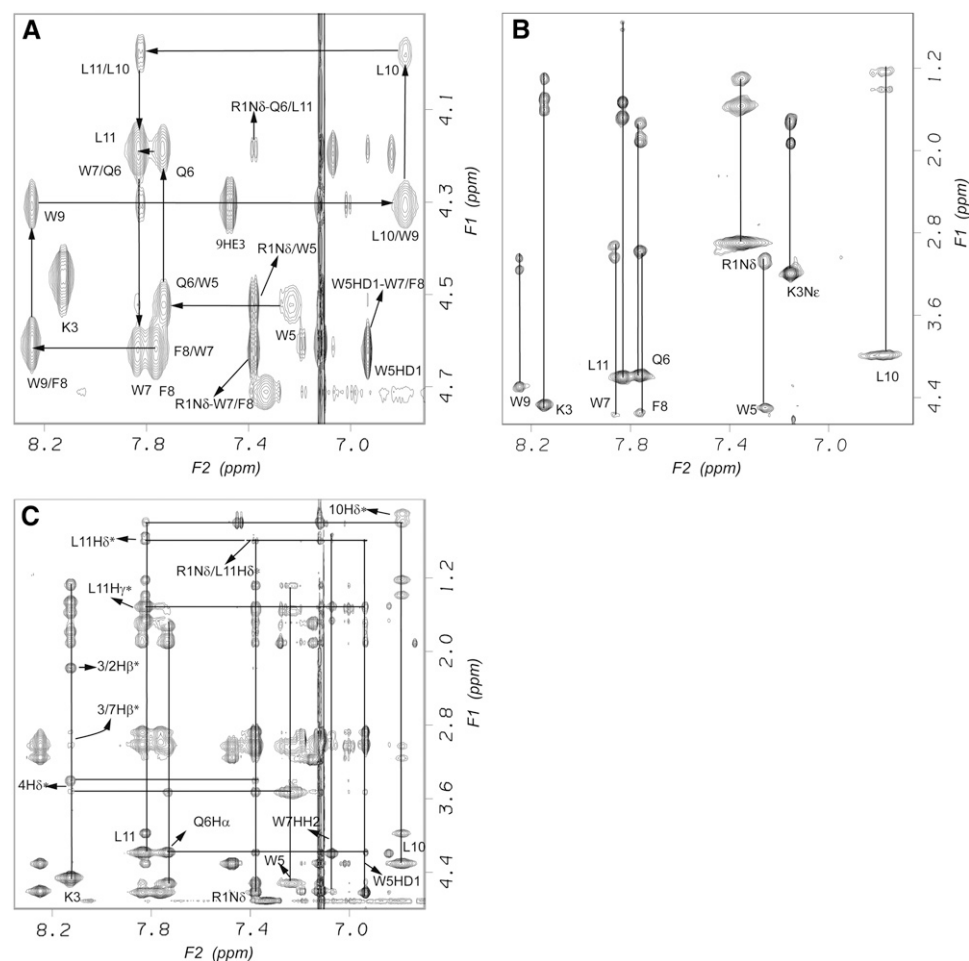 A
L11/L10
L10
R1Nδ-Q6/L11
L11
W7/Q6
Q6
W9
9HE3
L10/W9
R1Nδ/W5
Q6/W5
W5HD1-W7/F8
K3
W5
F8/W7
W5HD1
W9/F8
W7
F8
R1Nδ-W7/F8
4.1
4.3
4.5
4.7
F1 (ppm)
8.2 7.8 7.4 7.0
F2 (ppm)
B
R1Nδ
K3Nε
L11
Q6
W9
K3
W7
F8
W5
L10
1.2
2.0
2.8
3.6
4.4
F1 (ppm)
8.2 7.8 7.4 7.0
F2 (ppm)
C
10Hδ*
L11Hδ*
R1Nδ/L11Hδ*
L11Hγ*
3/2Hβ*
3/7Hβ*
4Hδ*
L11
Q6Hα
W7HH2
L10
W5
W5HD1
K3
R1Nδ
1.2
2.0
2.8
3.6
4.4
F1 (ppm)
8.2 7.8 7.4 7.0
F2 (ppm)